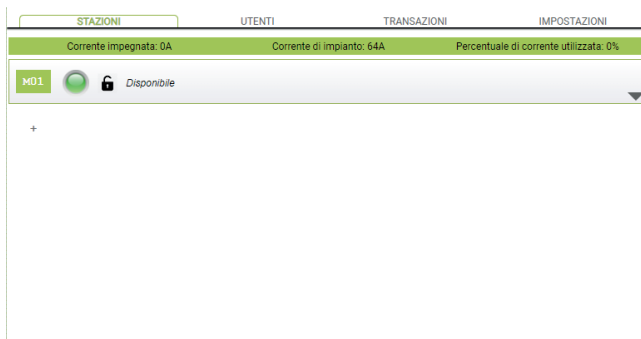 STAZIONI UTENTI TRANSAZIONI IMPOSTAZIONI
Corrente impegnata: 0A Corrente di impianto: 64A Percentuale di corrente utilizzata: 0%
M01 Disponibile
+